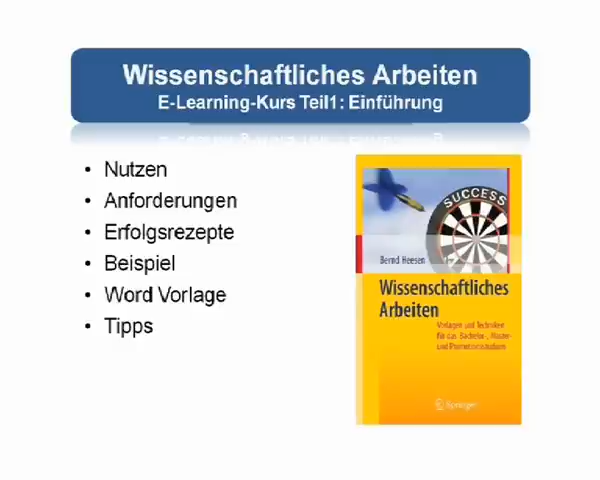 Wissenschaftliches Arbeiten
E-Learning-Kurs Teil1: Einführung
• Nutzen
• Anforderungen
• Erfolgsrezepte
• Beispiel
• Word Vorlage
• Tipps
SUCCESS
Bernd Heesen
Wissenschaftliches
Arbeiten
Vorlagen und Techniken
für das Bachelor-, Master-
und Promotionsstudium
Springer